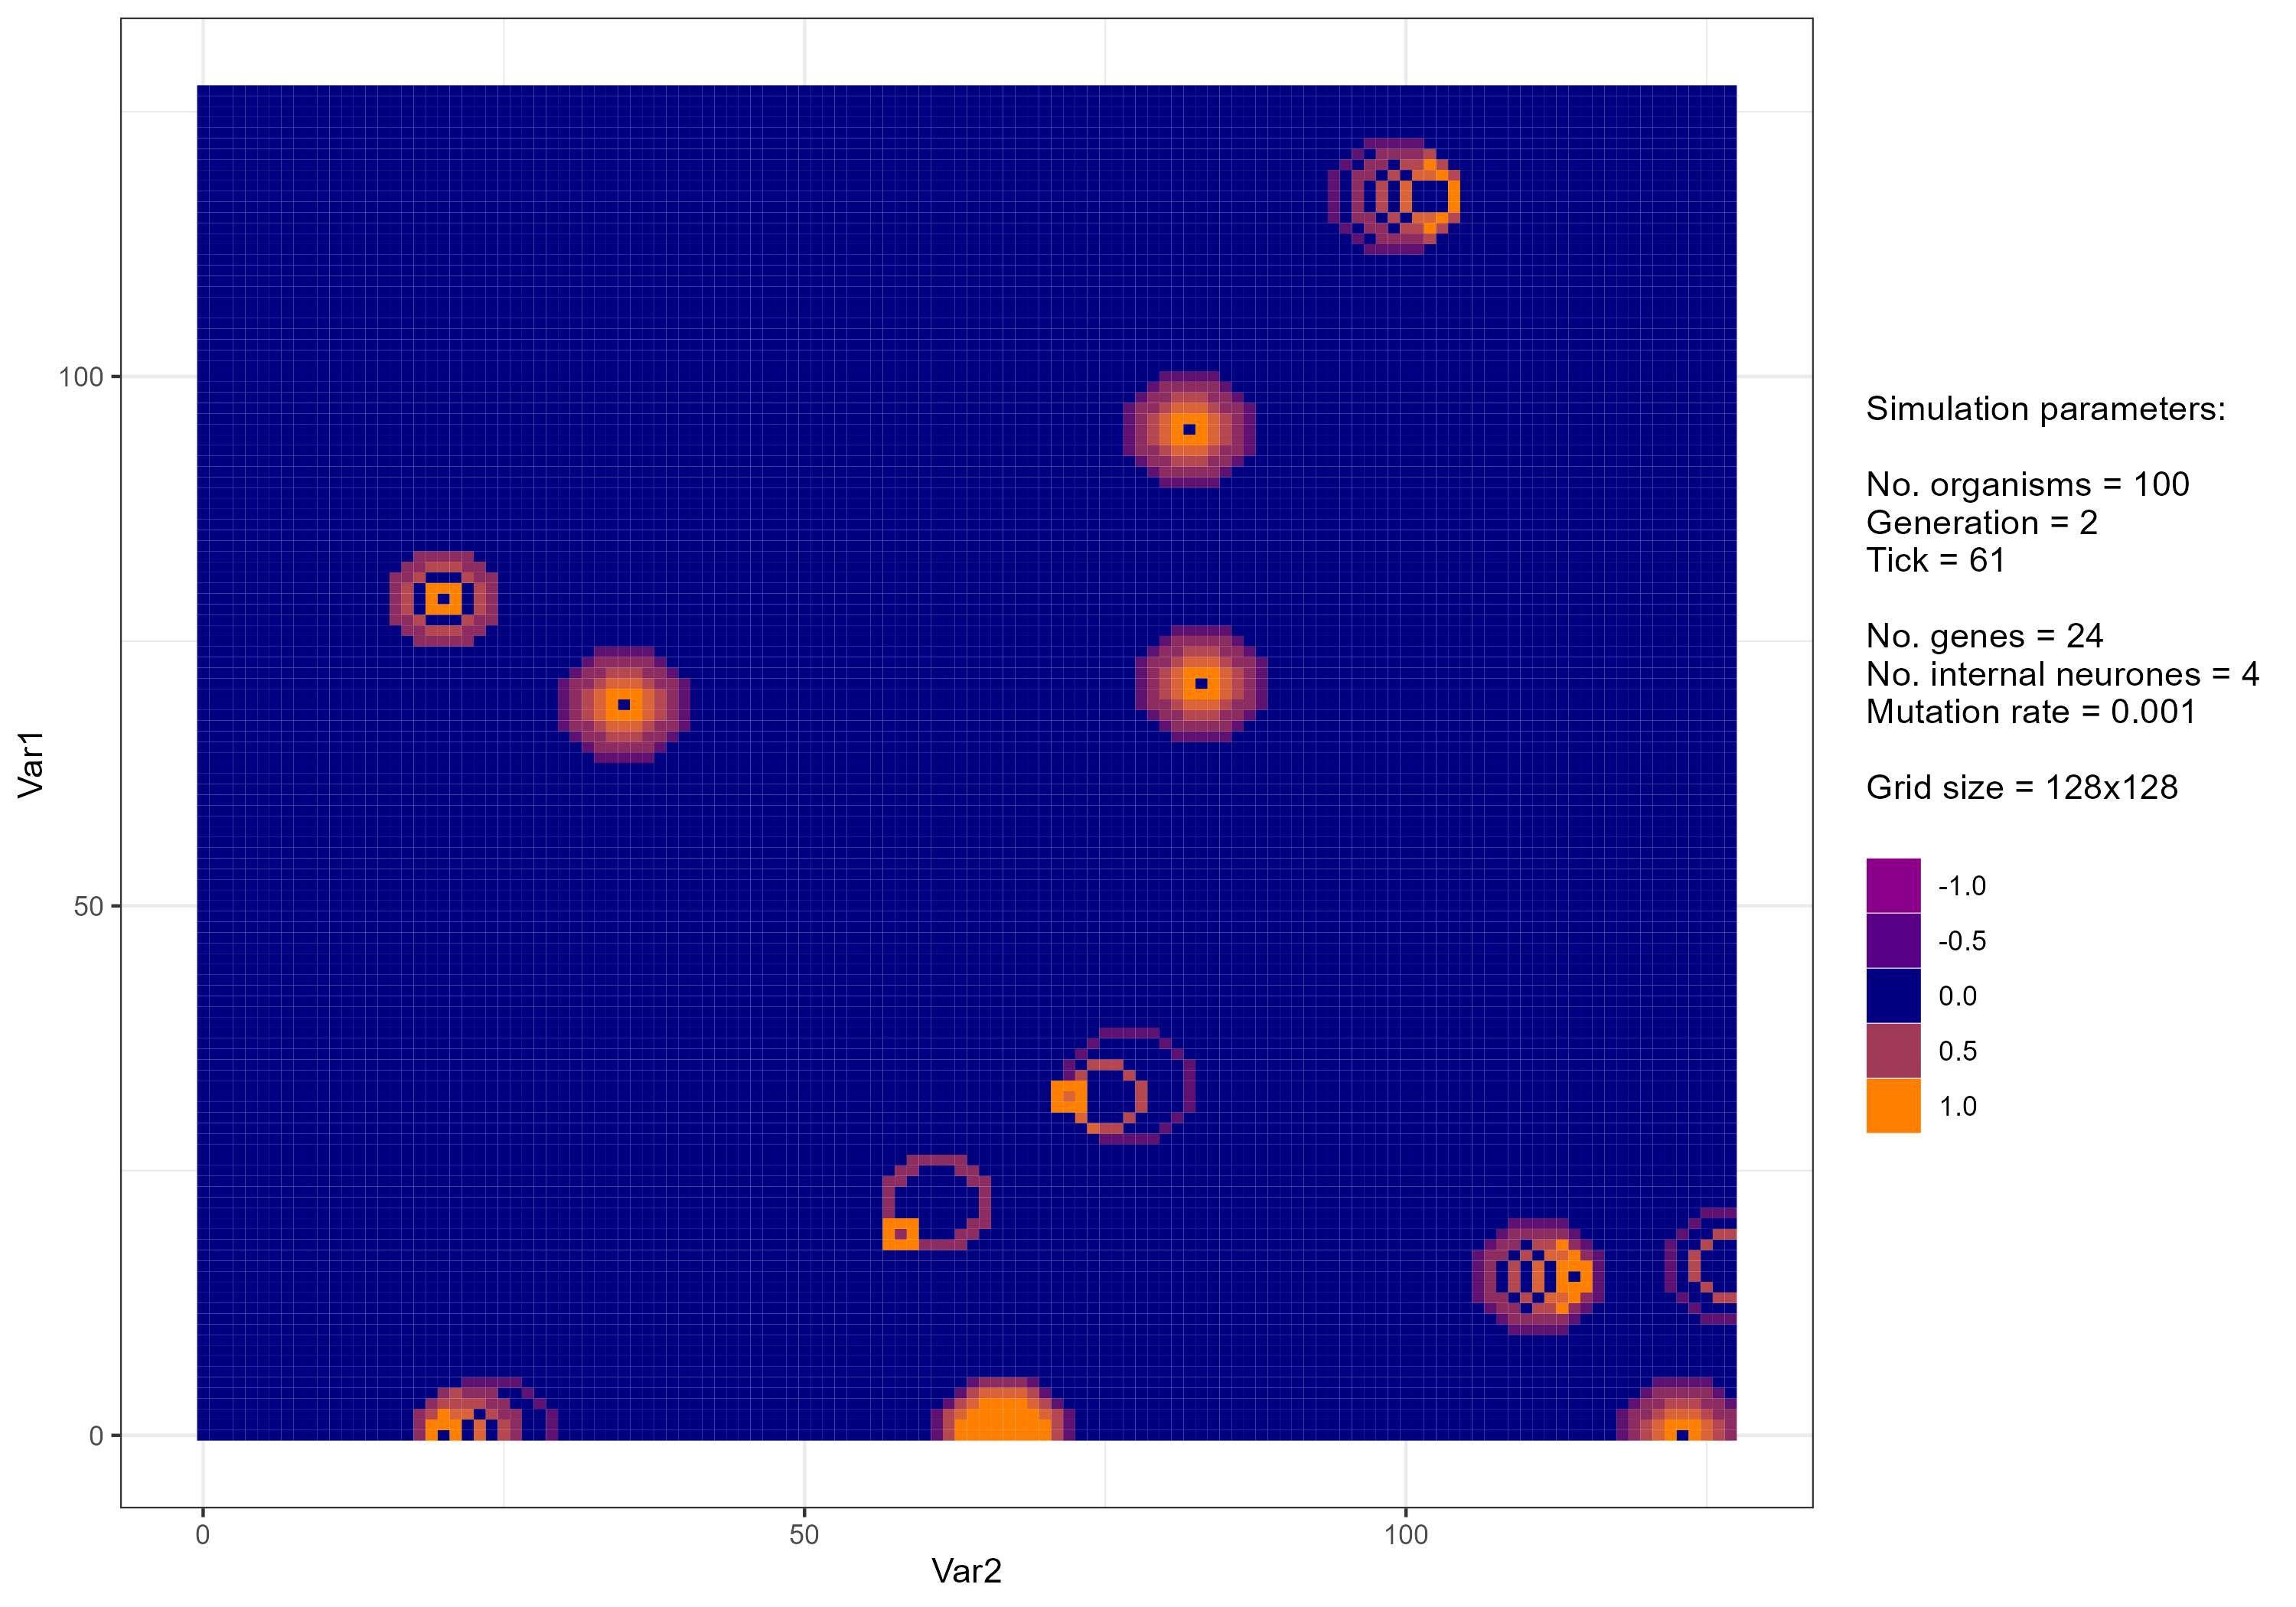 100
50
0
0
50
100
Var1
Var2
Simulation parameters:
No. organisms = 100
Generation = 2
Tick = 61
No. genes = 24
No. internal neurones = 4
Mutation rate = 0.001
Grid size = 128x128
-1.0
-0.5
0.0
0.5
1.0